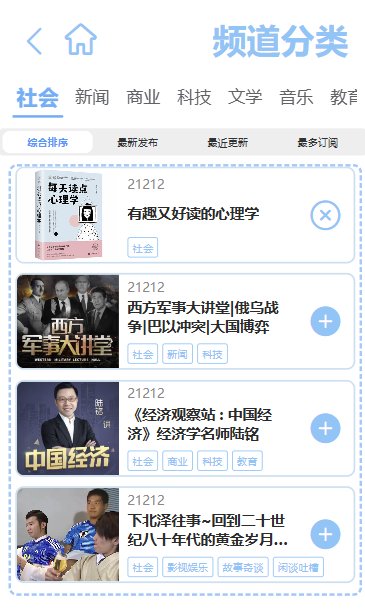 频道分类
社会 新闻 商业 科技 文学 音乐 教育
综合排序 最新发布 最近更新 最多订阅
每天读点
心理学
21212
有趣又好读的心理学
社会
西方
军事大讲堂
WESTERN MILITARY LECTURE HALL
21212
西方军事大讲堂|俄乌战
争|巴以冲突|大国博弈
社会 新闻 科技
陆铭 讲
中国经济
21212
《经济观察站：中国经
济》经济学名师陆铭
社会 商业 科技 教育
21212
下北泽往事~回到二十世
纪八十年代的黄金岁月...
社会 影视娱乐 故事奇谈 闲谈吐槽